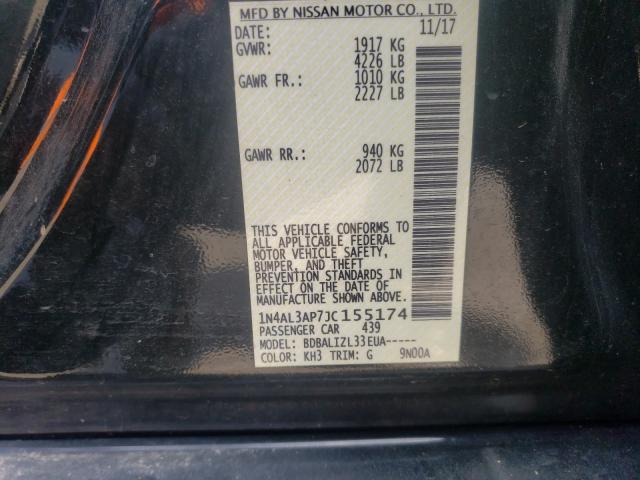 MFD BY NISSAN MOTOR CO., LTD.
DATE: 11/17
GVWR: 1917 KG
4226 LB
GAWR FR.: 1010 KG
2227 LB
GAWR RR.: 940 KG
2072 LB
THIS VEHICLE CONFORMS TO
ALL APPLICABLE FEDERAL
MOTOR VEHICLE SAFETY,
BUMPER, AND THEFT
PREVENTION STANDARDS IN
EFFECT ON THE DATE OF
MANUFACTURE SHOWN ABOVE.
1N4AL3AP7JC155174
PASSENGER CAR 439
MODEL: BDBALIZL33EUA-----
COLOR: KH3 TRIM: G 9N00A